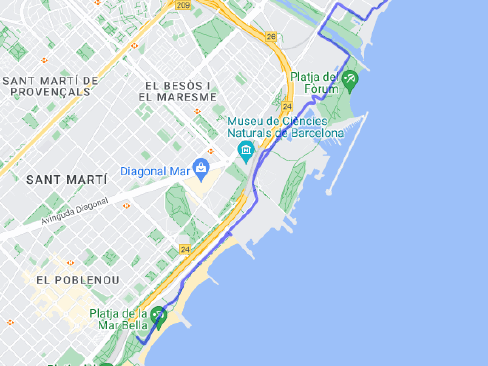 209
26
SANT MARTÍ DE
PROVENÇALS
EL BESÒS I
EL MARESME
Platja del
Fòrum
24
Museu de Ciències
Naturals de Barcelona
Diagonal Mar
SANT MARTÍ
Avinguda Diagonal
24
EL POBLENOU
Platja de la
Mar Bella